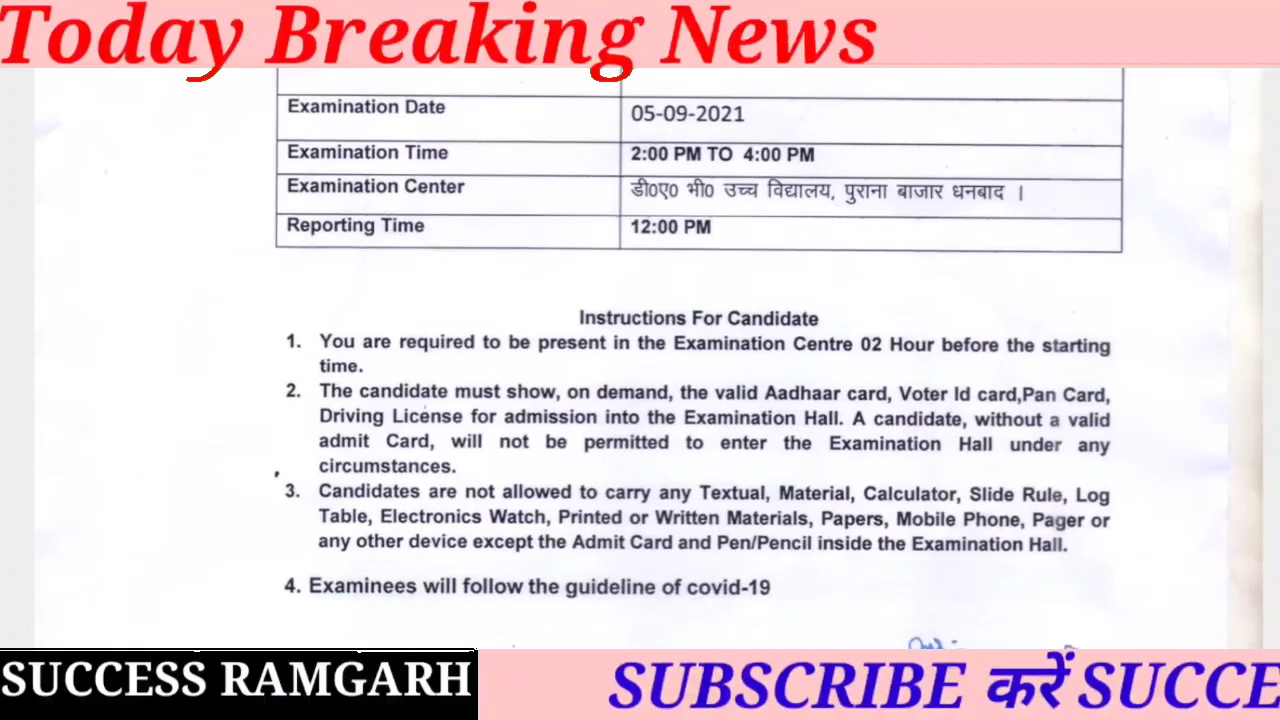 Today Breaking News
Examination Date 05-09-2021
Examination Time 2:00 PM TO 4:00 PM
Examination Center डी0ए0 भी0 उच्च विद्यालय, पुराना बाजार धनबाद ।
Reporting Time 12:00 PM
Instructions For Candidate
1. You are required to be present in the Examination Centre 02 Hour before the starting
time.
2. The candidate must show, on demand, the valid Aadhaar card, Voter Id card,Pan Card,
Driving License for admission into the Examination Hall. A candidate, without a valid
admit Card, will not be permitted to enter the Examination Hall under any
circumstances.
3. Candidates are not allowed to carry any Textual, Material, Calculator, Slide Rule, Log
Table, Electronics Watch, Printed or Written Materials, Papers, Mobile Phone, Pager or
any other device except the Admit Card and Pen/Pencil inside the Examination Hall.
4. Examinees will follow the guideline of covid-19
SUCCESS RAMGARH
SUBSCRIBE करें SUCCE